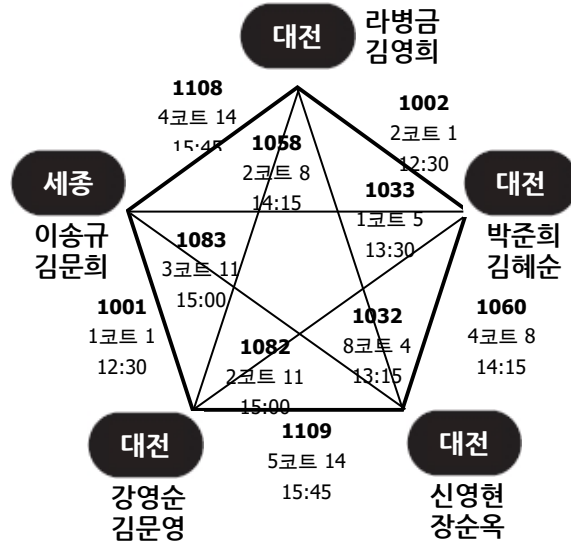 대전
라병금
김영희
1108
4코트 14
15:45
1002
2코트 1
12:30
1058
2코트 8
14:15
세종
이송규
김문희
1033
1코트 5
13:30
대전
박준희
김혜순
1083
3코트 11
15:00
1001
1코트 1
12:30
1032
8코트 4
13:15
1060
4코트 8
14:15
1082
2코트 11
15:00
대전
강영순
김문영
1109
5코트 14
15:45
대전
신영현
장순옥